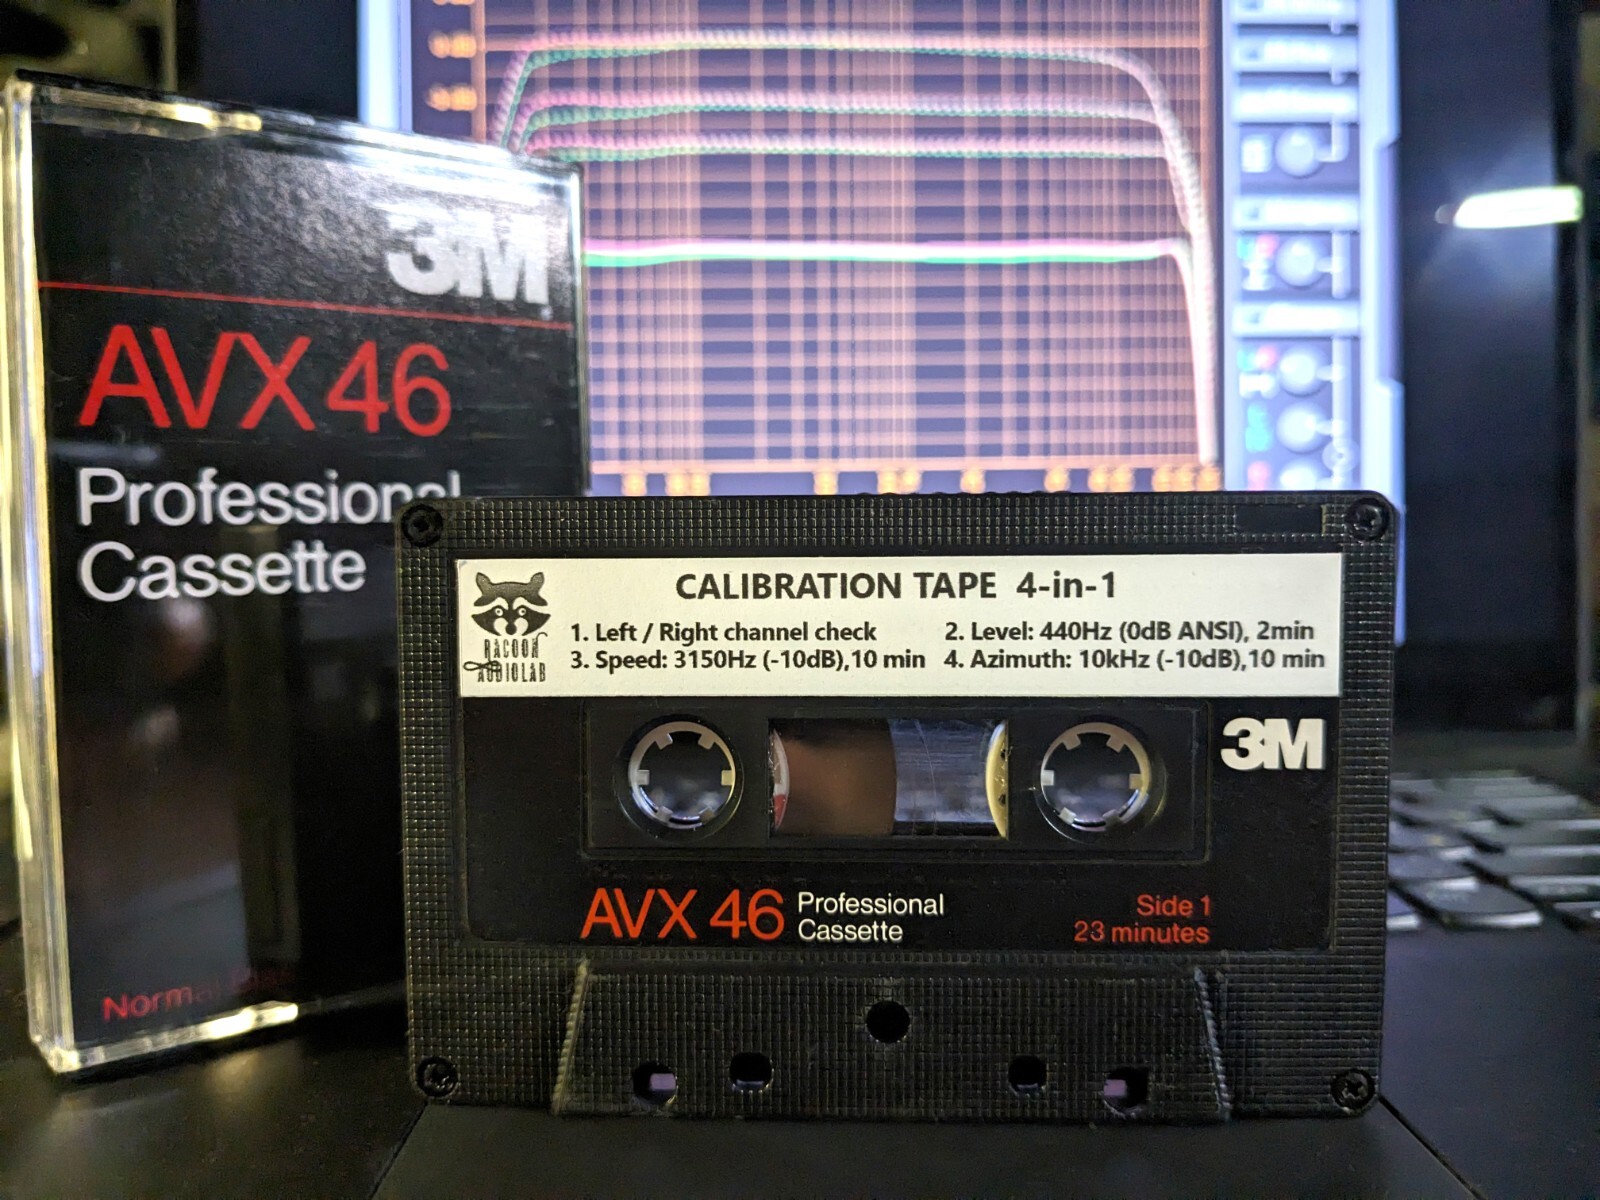 3M
AVX 46
Professional
Cassette
CALIBRATION TAPE 4-in-1
1. Left / Right channel check
2. Level: 440Hz (0dB ANSI), 2min
3. Speed: 3150Hz (-10dB),10 min
4. Azimuth: 10kHz (-10dB),10 min
RACOON
AUDIOLAB
3M
AVX 46
Professional
Cassette
Side 1
23 minutes